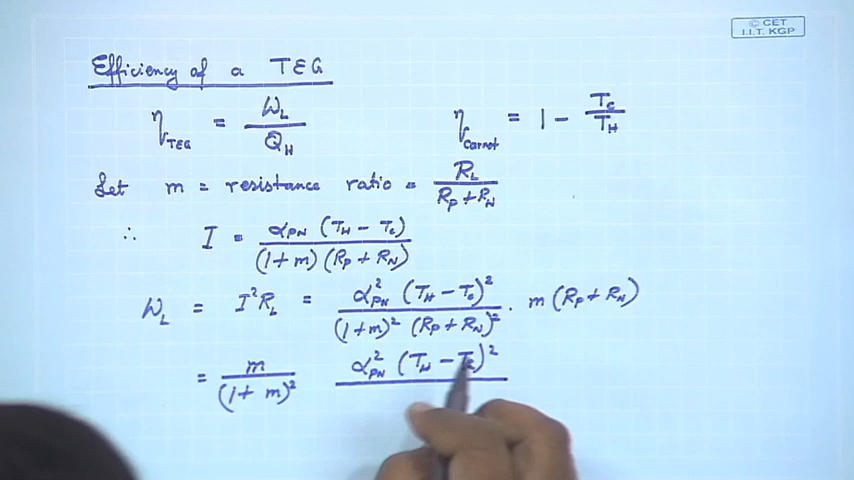 © CET
I.I.T. KGP
Efficiency of a TEG
η_TEG = W_L / Q_H    η_Carnot = 1 - T_c / T_H
Let m = resistance ratio = R_L / (R_P + R_N)
∴ I = α_PN (T_H - T_c) / (1+m) (R_P + R_N)
W_L = I²R_L = α²_PN (T_H - T_c)² / (1+m)² (R_P + R_N)² . m (R_P + R_N)
= m / (1+m)² α²_PN (T_H - T_c)²